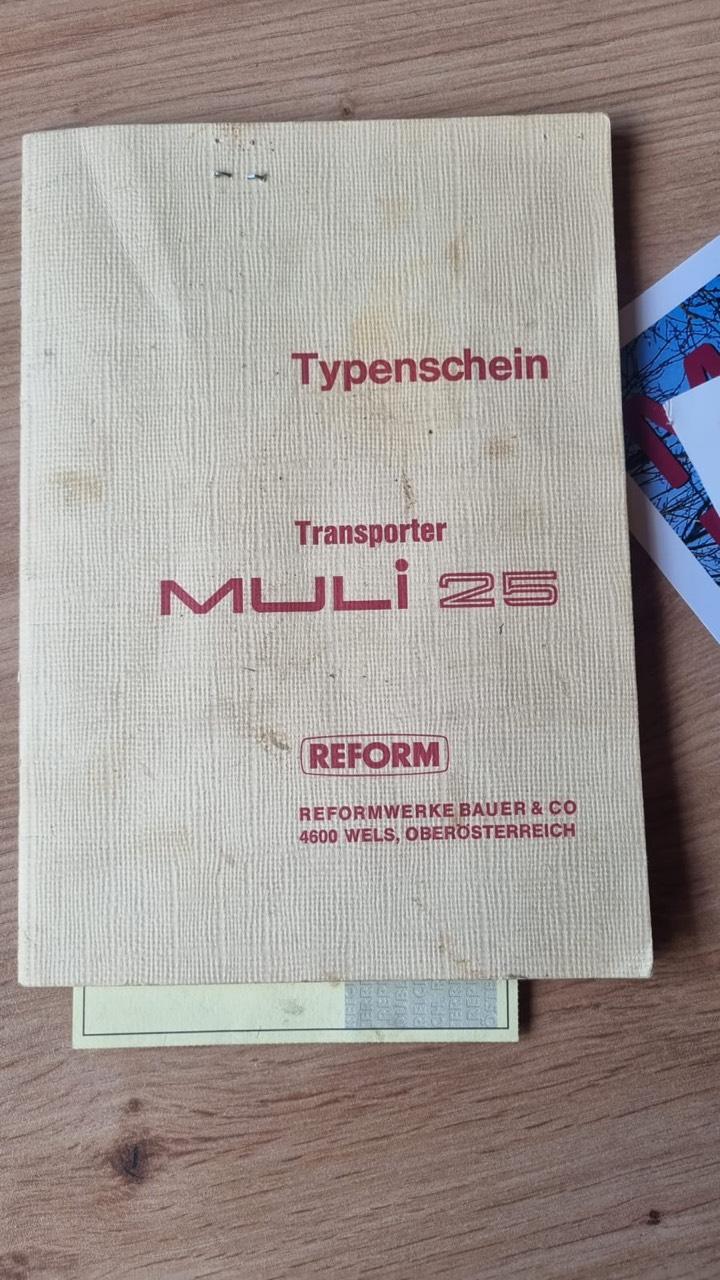 Typenschein
Transporter
MULI 25
REFORM
REFORMWERKE BAUER & CO
4600 WELS, OBERÖSTERREICH